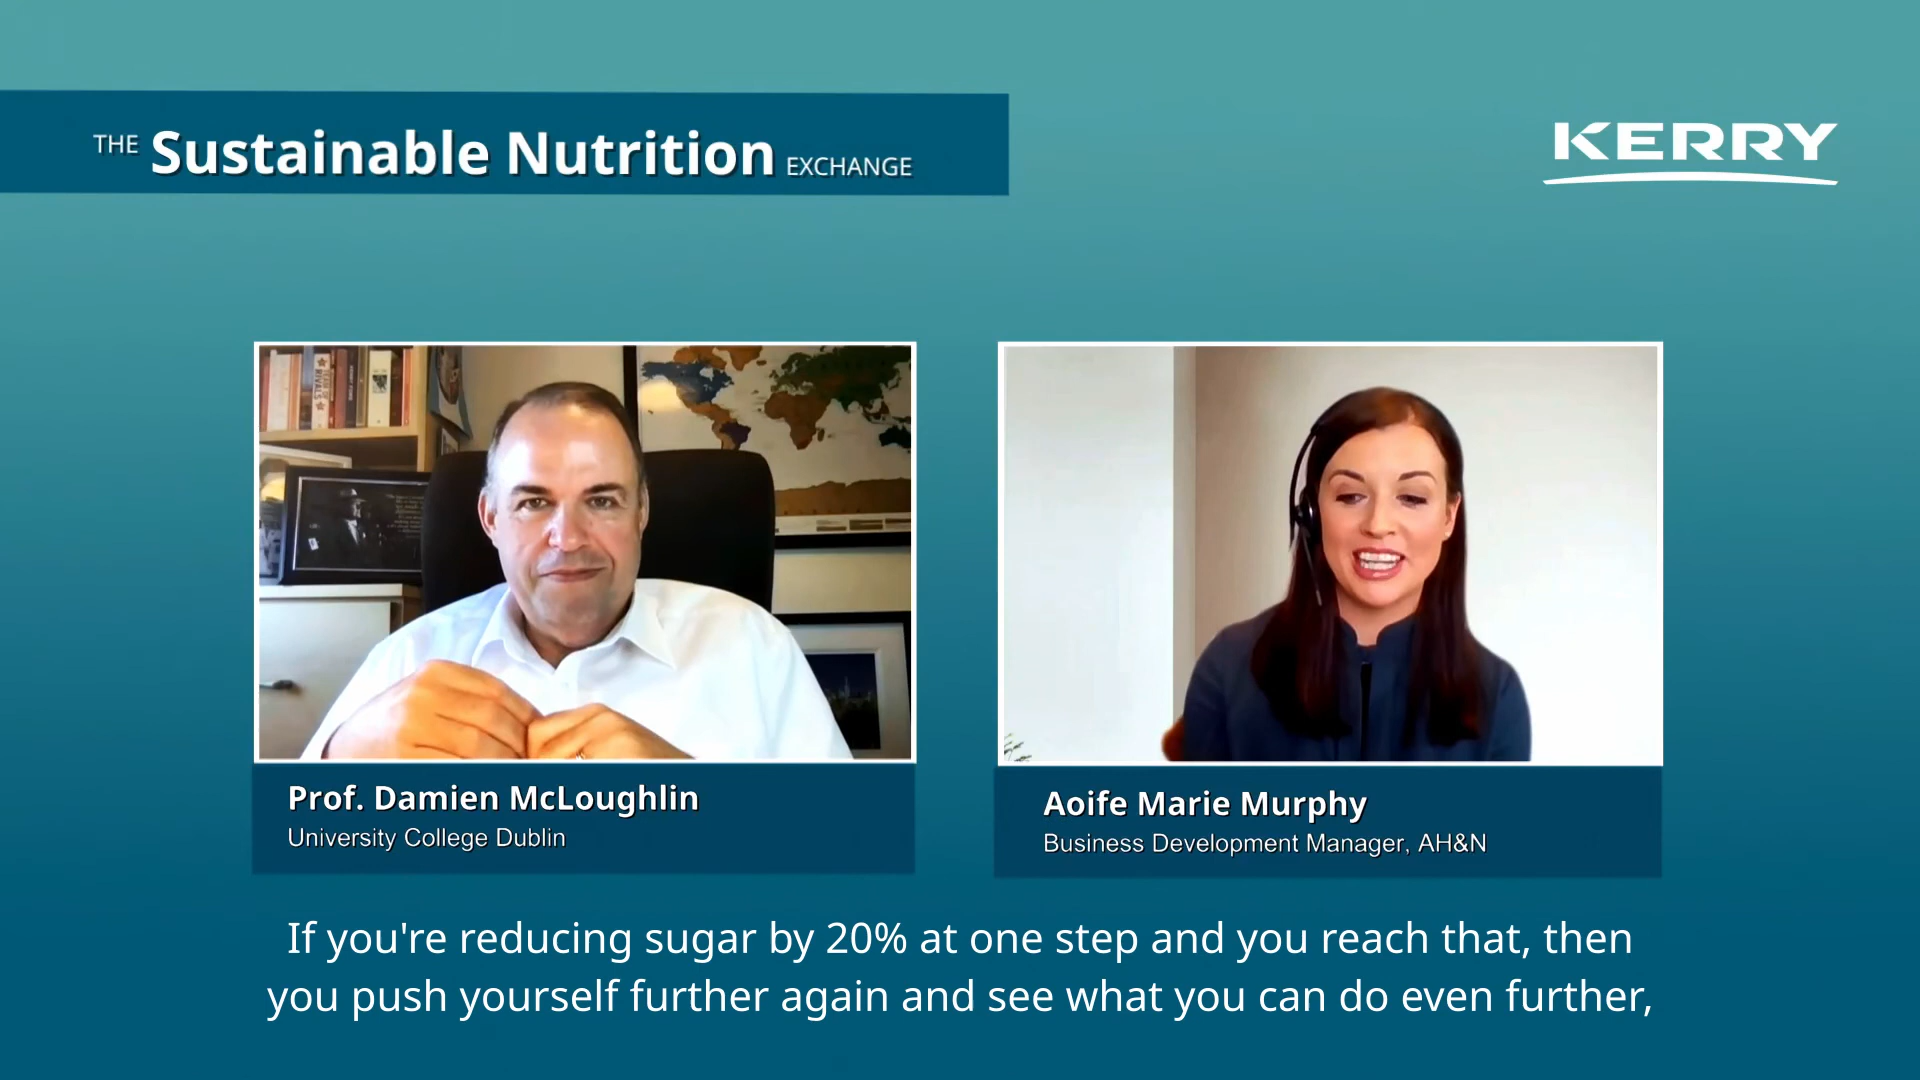 THE Sustainable Nutrition EXCHANGE
KERRY
RIVALS
Prof. Damien McLoughlin
University College Dublin
Aoife Marie Murphy
Business Development Manager, AH&N
If you're reducing sugar by 20% at one step and you reach that, then
you push yourself further again and see what you can do even further,